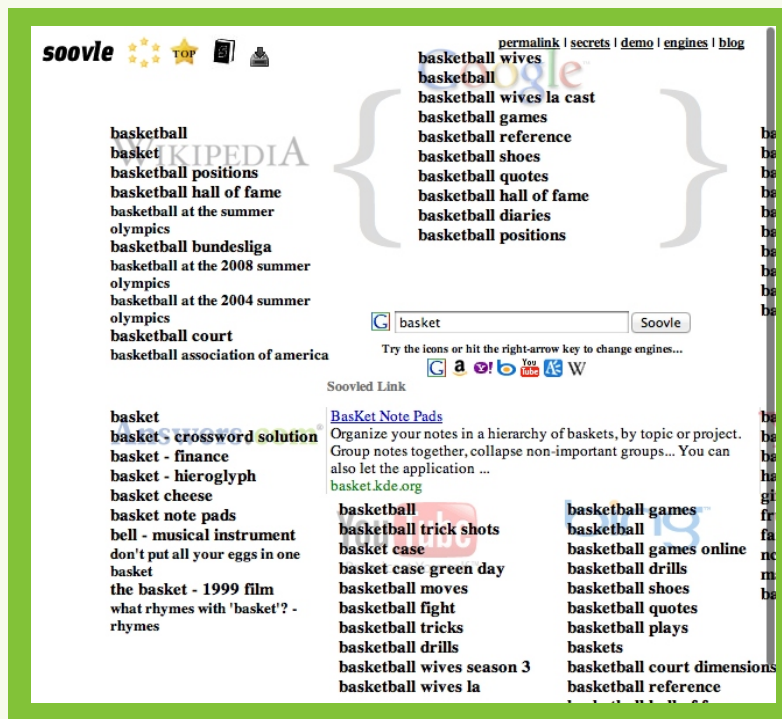 soovle
TOP
permalink | secrets | demo | engines | blog
Google
basketball wives
basketball
basketball wives la cast
basketball games
basketball reference
basketball shoes
basketball quotes
basketball hall of fame
basketball diaries
basketball positions
WIKIPEDIA
basketball
basket
basketball positions
basketball hall of fame
basketball at the summer
olympics
basketball bundesliga
basketball at the 2008 summer
olympics
basketball at the 2004 summer
olympics
basketball court
basketball association of america
basket
Soovle
Try the icons or hit the right-arrow key to change engines...
G a Y! b You Tube A W
Soovled Link
BasKet Note Pads
Organize your notes in a hierarchy of baskets, by topic or project.
Group notes together, collapse non-important groups... You can
also let the application ...
basket.kde.org
Answers.com
basket
basket - crossword solution
basket - finance
basket - hieroglyph
basket cheese
basket note pads
bell - musical instrument
don't put all your eggs in one
basket
the basket - 1999 film
what rhymes with 'basket'? -
rhymes
YouTube
basketball
basketball trick shots
basket case
basket case green day
basketball moves
basketball fight
basketball tricks
basketball drills
basketball wives season 3
basketball wives la
bing
basketball games
basketball
basketball games online
basketball drills
basketball shoes
basketball quotes
basketball plays
baskets
basketball court dimensions
basketball reference